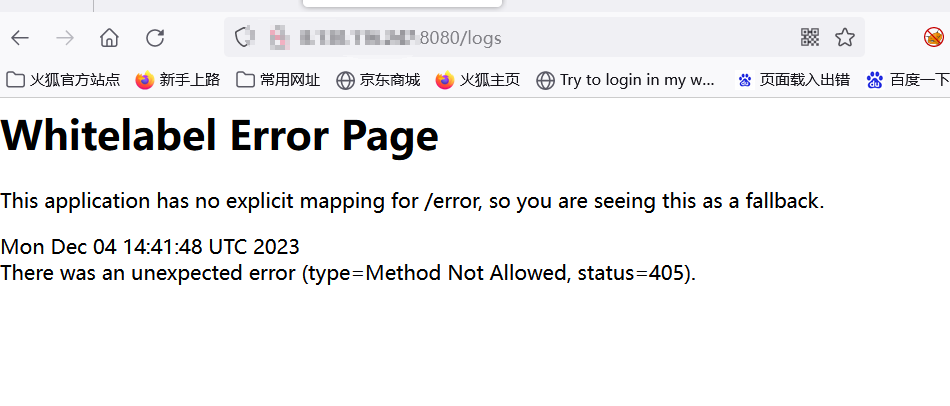 :8080/logs
火狐官方站点 新手上路 常用网址 京东商城 火狐主页 Try to login in my w... 页面载入出错 百度一下
Whitelabel Error Page
This application has no explicit mapping for /error, so you are seeing this as a fallback.
Mon Dec 04 14:41:48 UTC 2023
There was an unexpected error (type=Method Not Allowed, status=405).